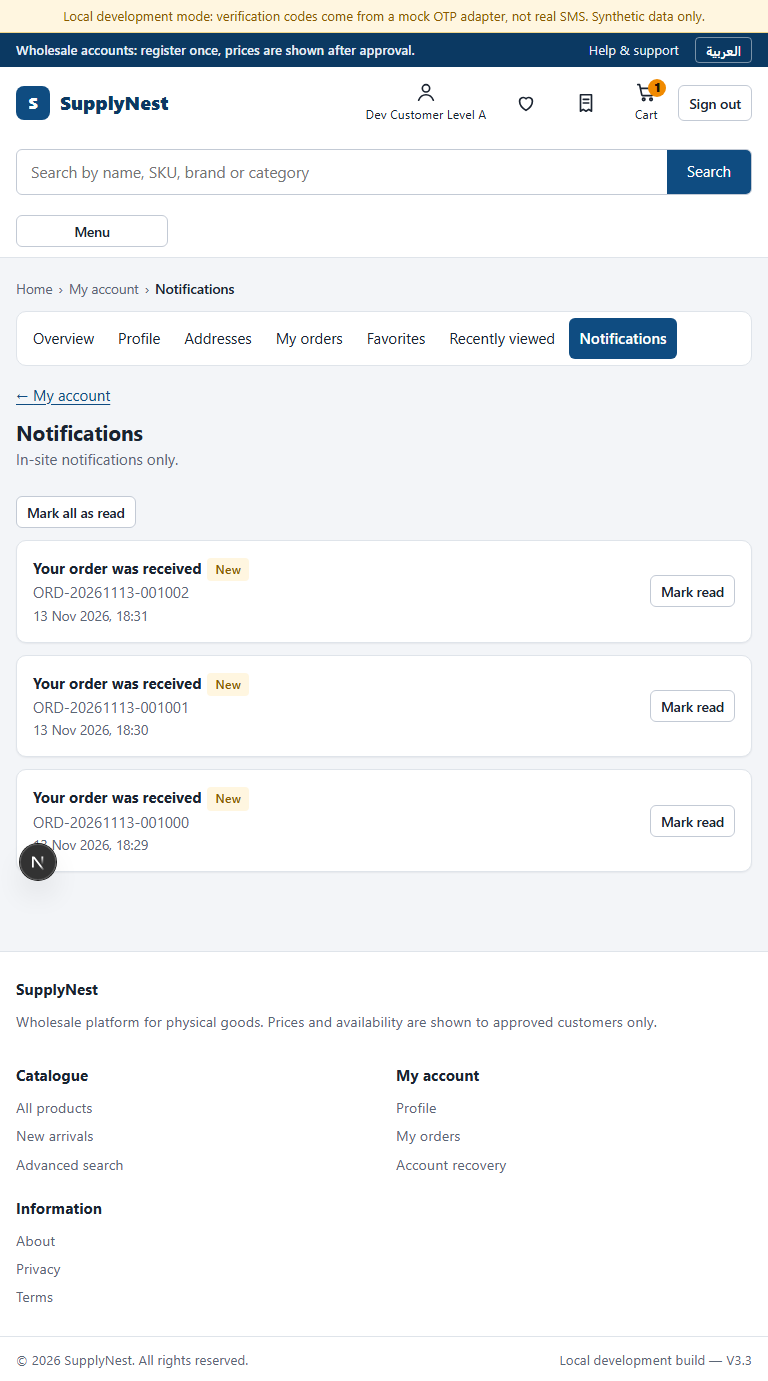 Local development mode: verification codes come from a mock OTP adapter, not real SMS. Synthetic data only.
Wholesale accounts: register once, prices are shown after approval.
Help & support
العربية
S
SupplyNest
Dev Customer Level A
1
Cart
Sign out
Search by name, SKU, brand or category
Search
Menu
Home › My account › Notifications
Overview Profile Addresses My orders Favorites Recently viewed Notifications
← My account
Notifications
In-site notifications only.
Mark all as read
Your order was received New
ORD-20261113-001002
13 Nov 2026, 18:31
Mark read
Your order was received New
ORD-20261113-001001
13 Nov 2026, 18:30
Mark read
Your order was received New
ORD-20261113-001000
13 Nov 2026, 18:29
Mark read
N
SupplyNest
Wholesale platform for physical goods. Prices and availability are shown to approved customers only.
Catalogue
All products
New arrivals
Advanced search
My account
Profile
My orders
Account recovery
Information
About
Privacy
Terms
© 2026 SupplyNest. All rights reserved.
Local development build — V3.3